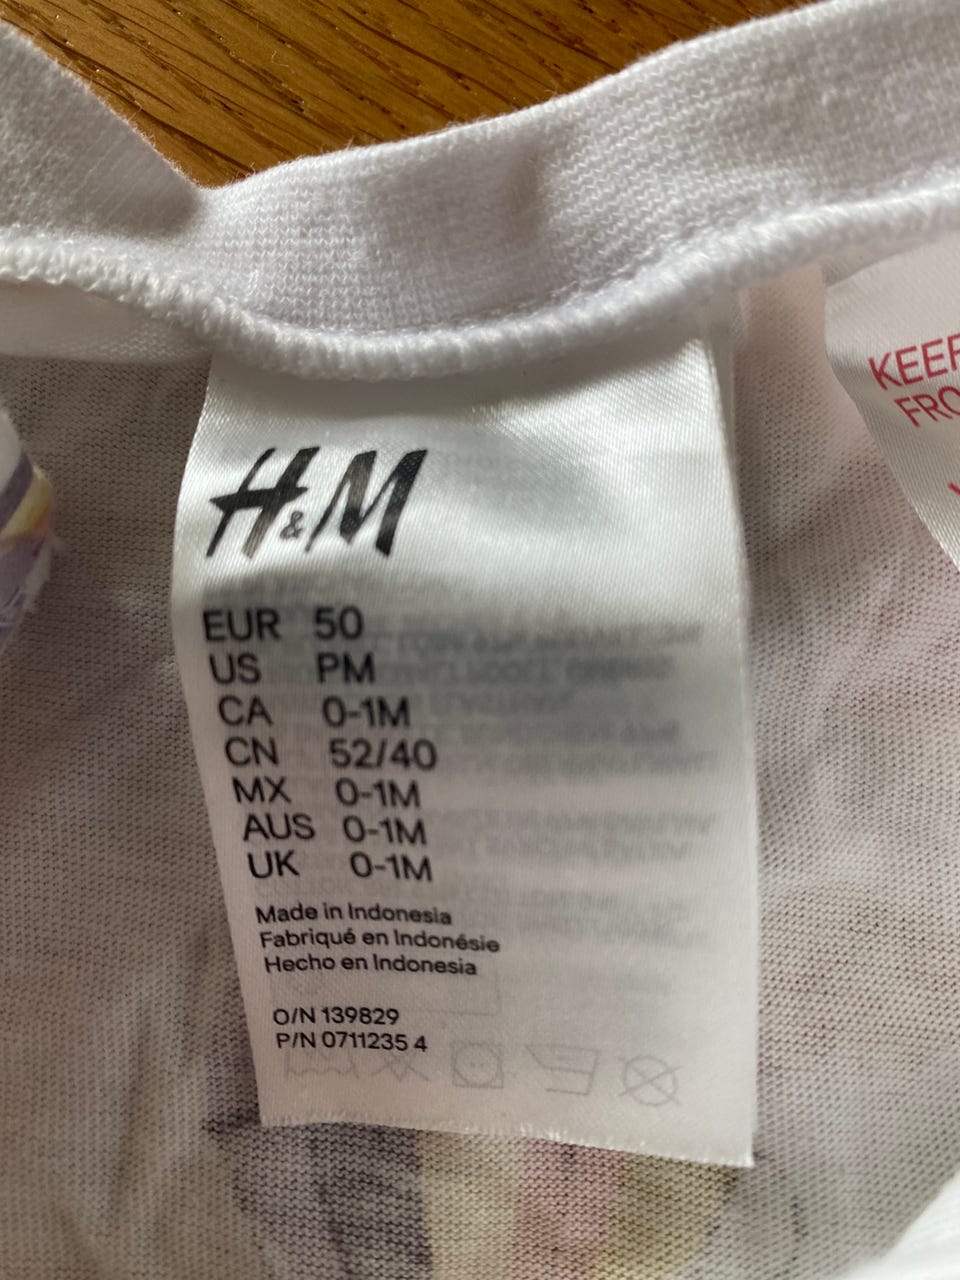 H&M
EUR 50
US PM
CA 0-1M
CN 52/40
MX 0-1M
AUS 0-1M
UK 0-1M
Made in Indonesia
Fabriqué en Indonésie
Hecho en Indonesia
O/N 139829
P/N 0711235 4
KEEP